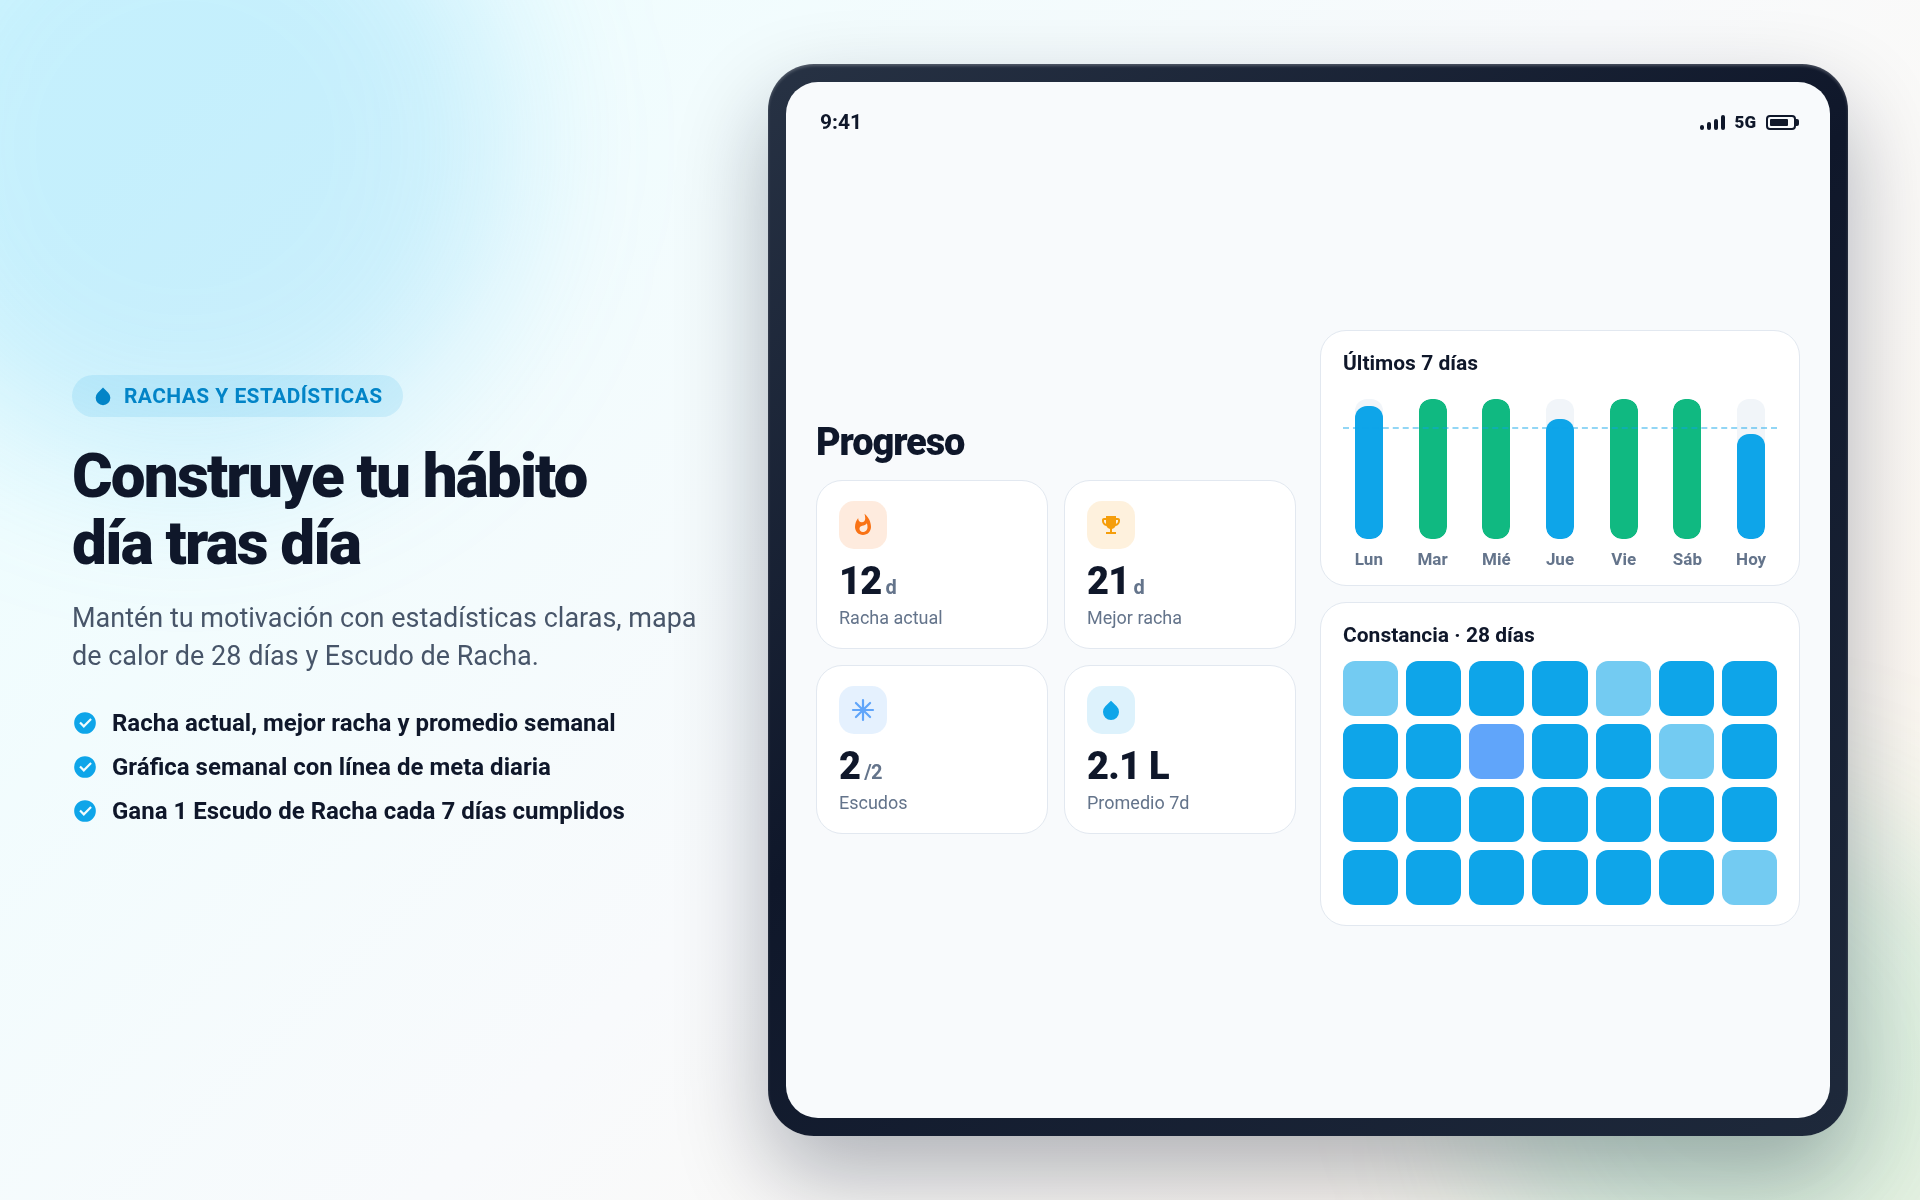 RACHAS Y ESTADÍSTICAS
Construye tu hábito
día tras día
Mantén tu motivación con estadísticas claras, mapa
de calor de 28 días y Escudo de Racha.
Racha actual, mejor racha y promedio semanal
Gráfica semanal con línea de meta diaria
Gana 1 Escudo de Racha cada 7 días cumplidos
9:41
5G
Progreso
12 d
Racha actual
21 d
Mejor racha
2 /2
Escudos
2.1 L
Promedio 7d
Últimos 7 días
Lun Mar Mié Jue Vie Sáb Hoy
Constancia · 28 días